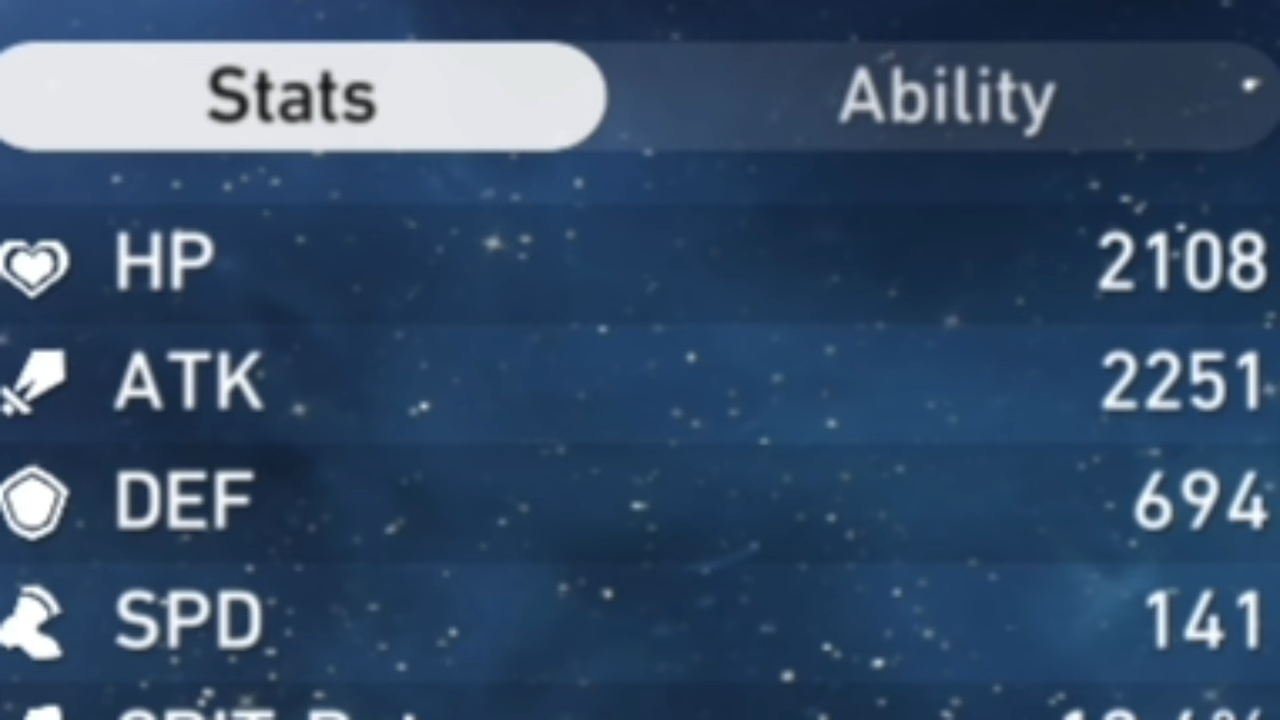 Stats Ability
HP 2108
ATK 2251
DEF 694
SPD 141